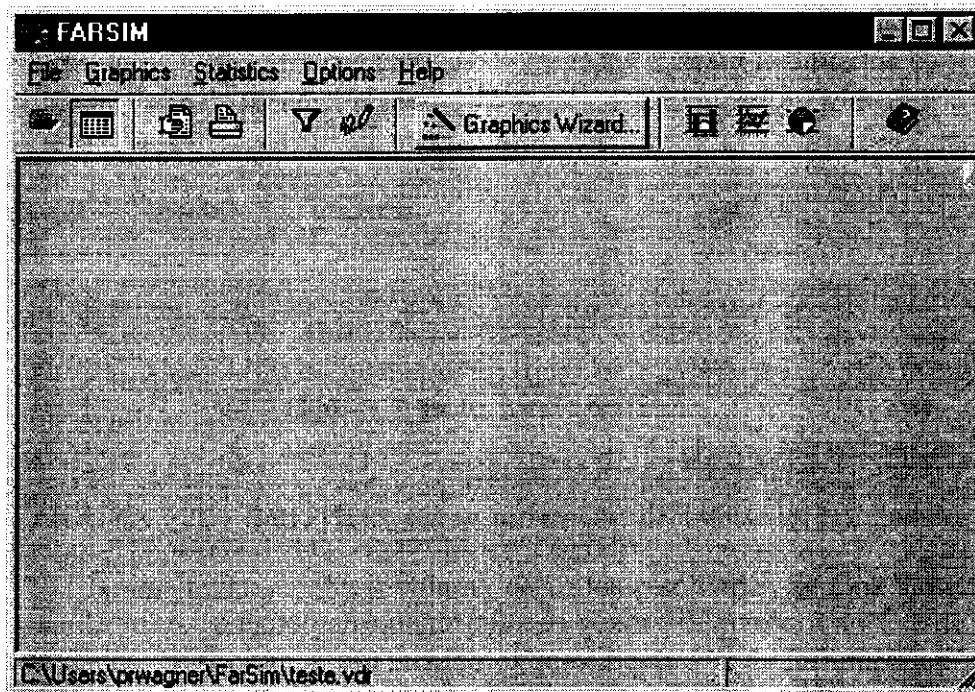 FARSIM
File Graphics Statistics Options Help
Graphics Wizard...
C:\Users\prwagner\FarSim\teste.vdr